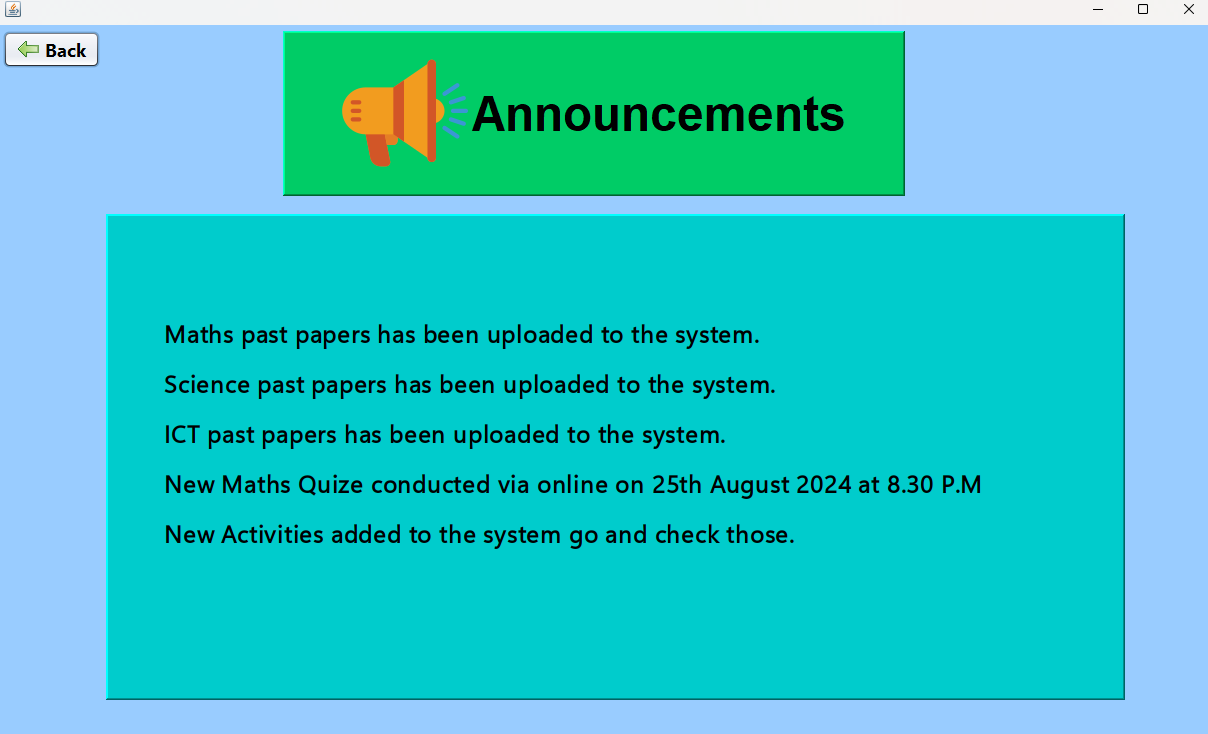 Back
Announcements
Maths past papers has been uploaded to the system.
Science past papers has been uploaded to the system.
ICT past papers has been uploaded to the system.
New Maths Quize conducted via online on 25th August 2024 at 8.30 P.M
New Activities added to the system go and check those.